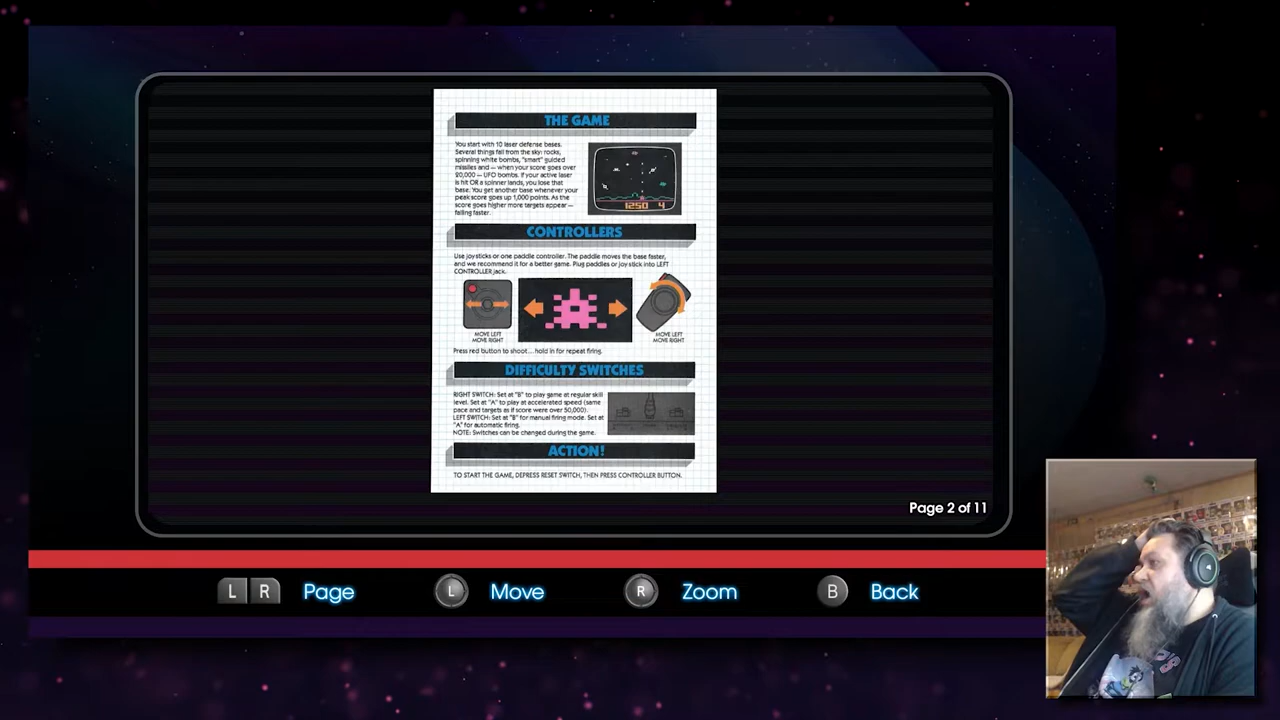 THE GAME
You start with 10 laser defense bases.
Several things fall from the sky: rocks,
spinning white bombs, "smart" guided
missiles and — when your score goes over
20,000 — UFO bombs. If your active laser
is hit OR a spinner lands, you lose that
base. You get another base whenever your
peak score goes up 1,000 points. As the
score goes higher more targets appear —
falling faster.
1250 4
CONTROLLERS
Use joysticks or one paddle controller. The paddle moves the base faster,
and we recommend it for a better game. Plug paddles or joy stick into LEFT
CONTROLLER jack.
MOVE LEFT
MOVE RIGHT
MOVE LEFT
MOVE RIGHT
Press red button to shoot...hold in for repeat firing.
DIFFICULTY SWITCHES
RIGHT SWITCH: Set at "B" to play game at regular skill
level. Set at "A" to play at accelerated speed (same
pace and targets as if score were over 50,000).
LEFT SWITCH: Set at "B" for manual firing mode. Set at
"A" for automatic firing.
NOTE: Switches can be changed during the game.
ACTION!
TO START THE GAME, DEPRESS RESET SWITCH, THEN PRESS CONTROLLER BUTTON.
Page 2 of 11
L R Page L Move R Zoom B Back